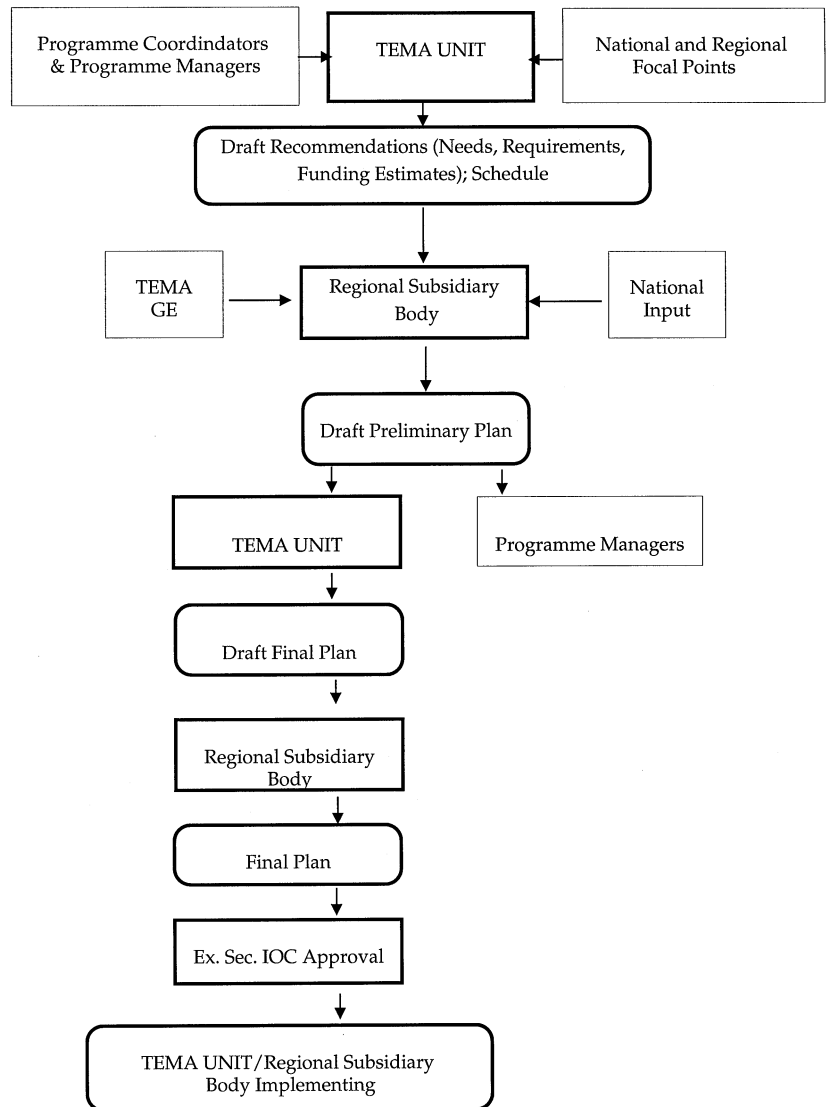 Programme Coordindators
& Programme Managers
TEMA UNIT
National and Regional
Focal Points
Draft Recommendations (Needs, Requirements,
Funding Estimates); Schedule
TEMA
GE
Regional Subsidiary
Body
National
Input
Draft Preliminary Plan
TEMA UNIT
Programme Managers
Draft Final Plan
Regional Subsidiary
Body
Final Plan
Ex. Sec. IOC Approval
TEMA UNIT/Regional Subsidiary
Body Implementing